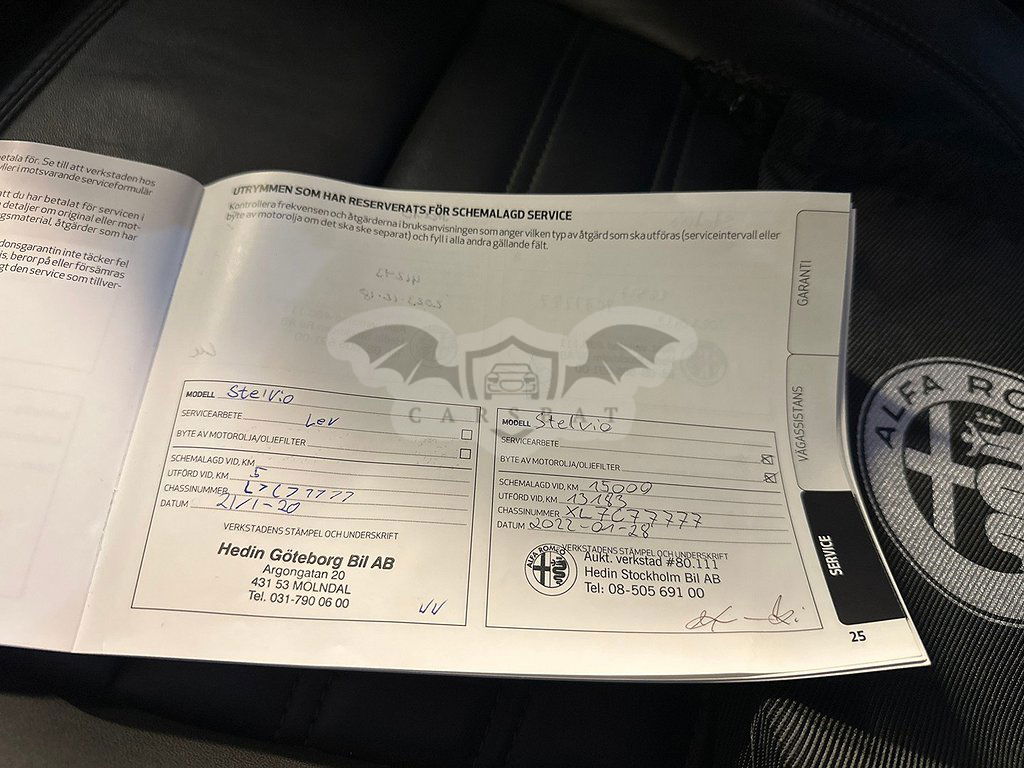 etala för. Se till att verkstaden hos
vller i motsvarande serviceformulär
att du har betalat för servicen i
detaljer om original eller mot-
gsmaterial, åtgärder som har
donsgarantin inte täcker fel
s, beror på eller försämras
gt den service som tillver-
UTRYMMEN SOM HAR RESERVERATS FÖR SCHEMALAGD SERVICE
Kontrollera frekvensen och åtgärderna i bruksanvisningen som anger vilken typ av åtgärd som ska utföras (serviceintervall eller
byte av motorolja om det ska ske separat) och fyll i alla andra gällande fält.
GARANTI
VÄGASSISTANS
SERVICE
CARSBAT
MODELL Stelvio
SERVICEARBETE Lev
BYTE AV MOTOROLJA/OLJEFILTER
SCHEMALAGD VID, KM
UTFÖRD VID, KM 5
CHASSINUMMER L7C77777
DATUM 21/1-20
VERKSTADENS STÄMPEL OCH UNDERSKRIFT
Hedin Göteborg Bil AB
Argongatan 20
431 53 MÖLNDAL
Tel. 031-790 06 00
MODELL Stelvio
SERVICEARBETE
BYTE AV MOTOROLJA/OLJEFILTER
SCHEMALAGD VID, KM 15000
UTFÖRD VID, KM 13183
CHASSINUMMER XL7C77777
DATUM 2022-01-28
VERKSTADENS STÄMPEL OCH UNDERSKRIFT
ALFA ROMEO
Aukt. verkstad #80.111
Hedin Stockholm Bil AB
Tel: 08-505 691 00
25
ALFA RO